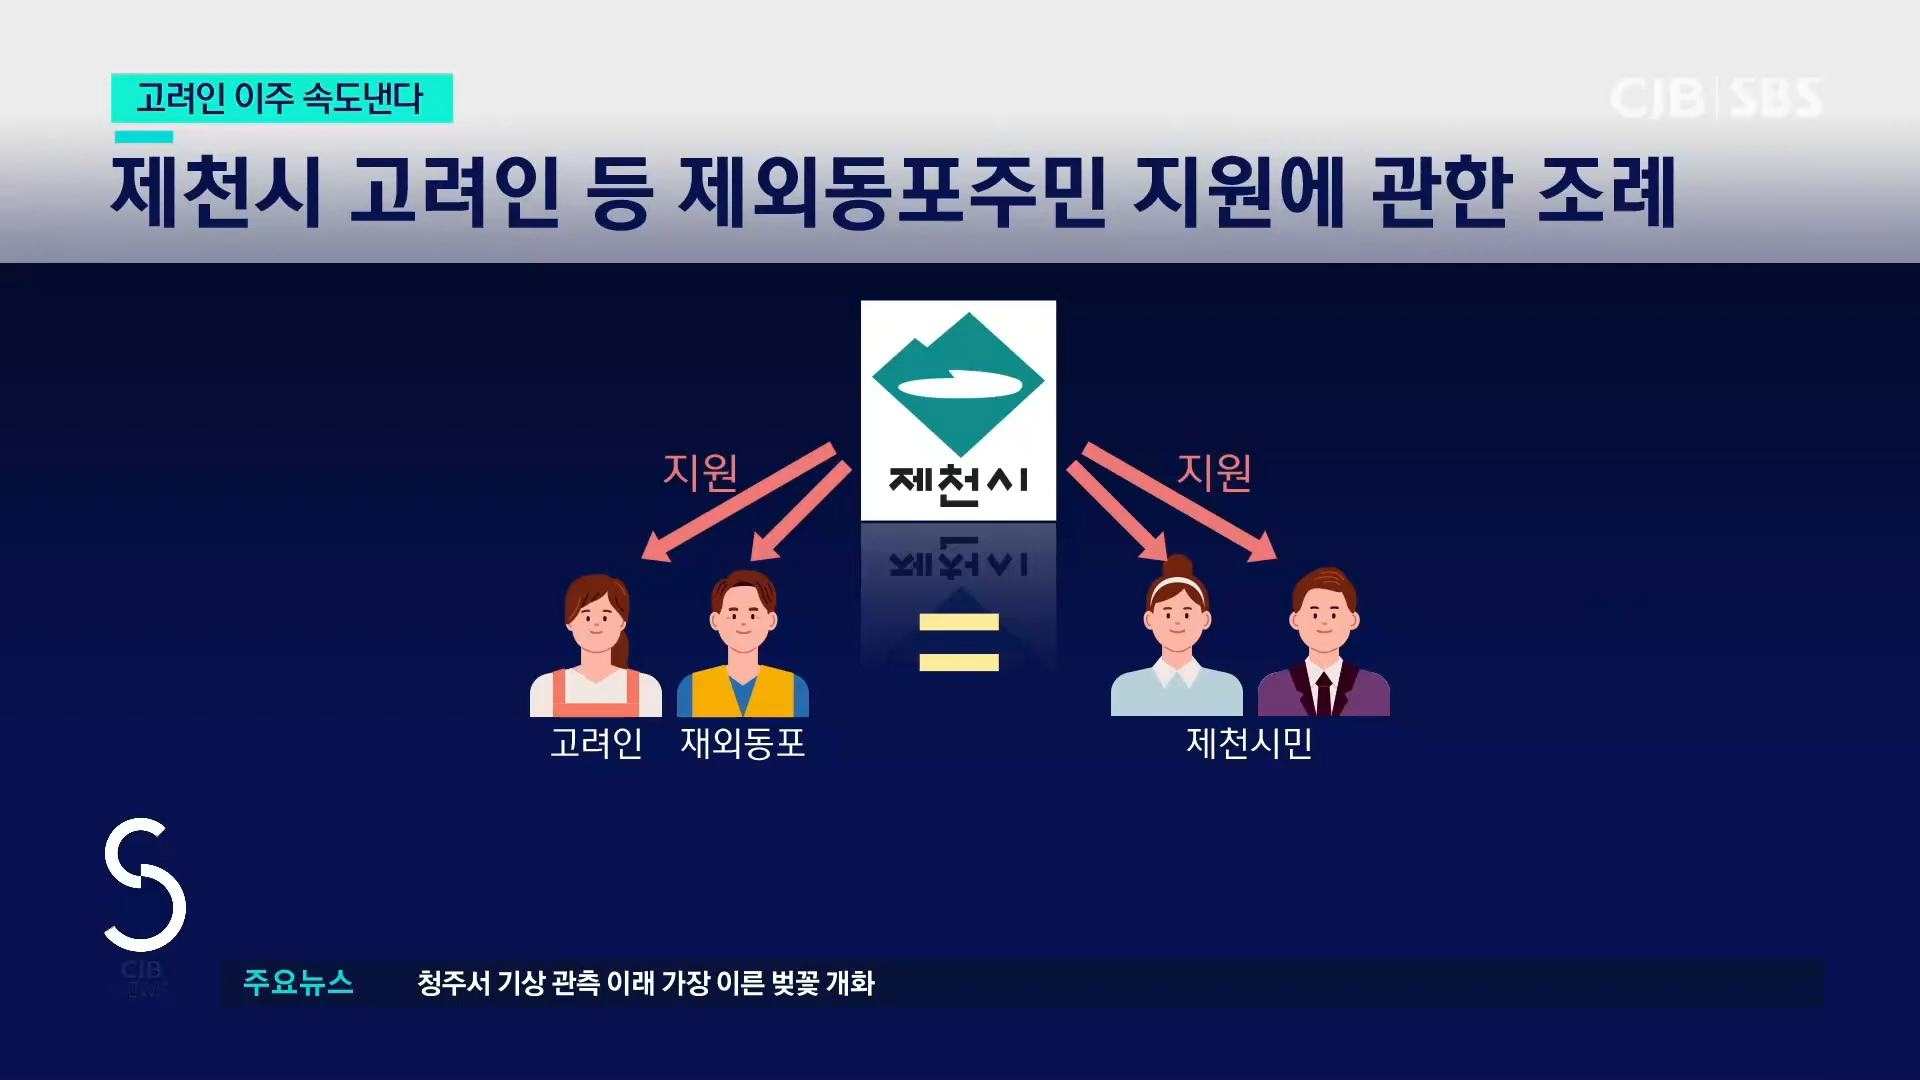 고려인 이주 속도낸다
CJB SBS
제천시 고려인 등 제외동포주민 지원에 관한 조례
지원
제천시
지원
고려인
재외동포
제천시민
CJB
주요뉴스
청주서 기상 관측 이래 가장 이른 벚꽃 개화